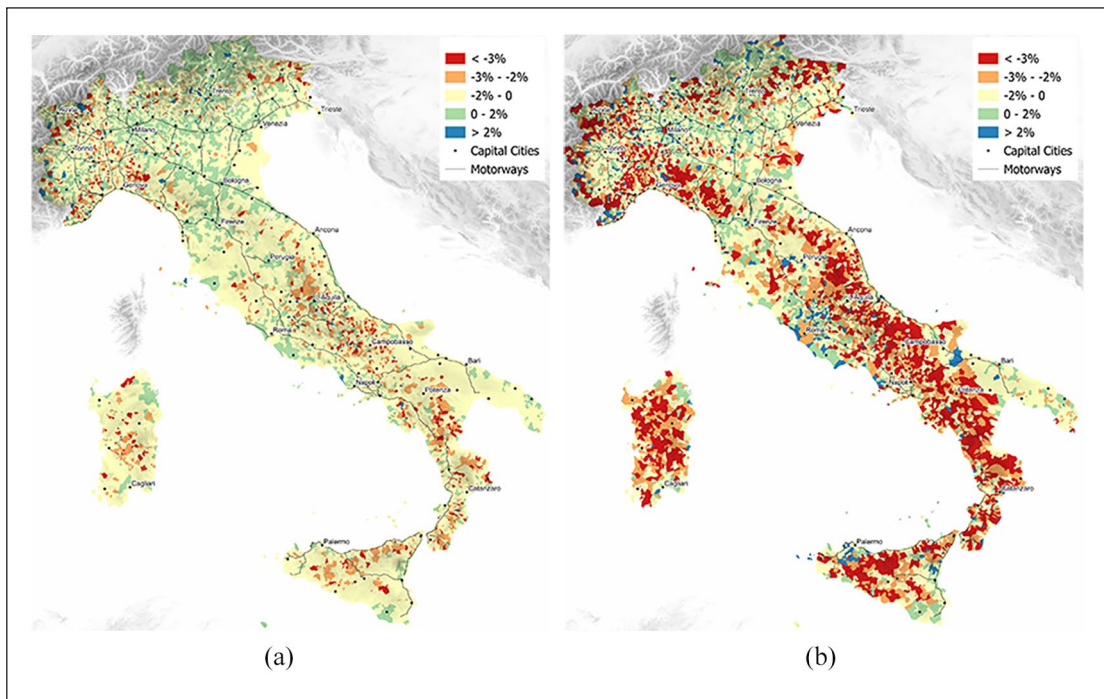 < -3%
-3% - -2%
-2% - 0
0 - 2%
> 2%
Capital Cities
Motorways
Trento
Trieste
Milano
Venezia
Torino
Genova
Bologna
Firenze
Ancona
Perugia
L'Aquila
Roma
Campobasso
Bari
Napoli
Potenza
Cagliari
Catanzaro
Palermo
(a)
< -3%
-3% - -2%
-2% - 0
0 - 2%
> 2%
Capital Cities
Motorways
Trento
Trieste
Milano
Venezia
Torino
Genova
Bologna
Firenze
Ancona
Perugia
L'Aquila
Roma
Campobasso
Bari
Napoli
Potenza
Cagliari
Catanzaro
Palermo
(b)